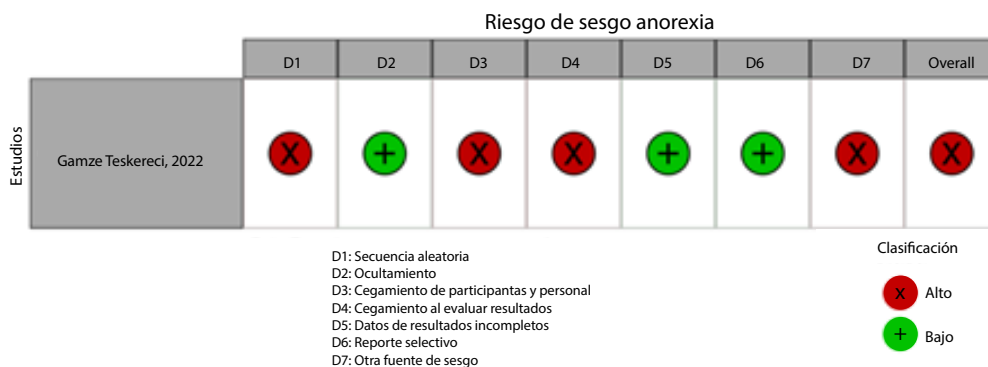 Riesgo de sesgo anorexia
D1 D2 D3 D4 D5 D6 D7 Overall
Estudios
Gamze Teskereci, 2022 X + X X + + X X
D1: Secuencia aleatoria
D2: Ocultamiento
D3: Cegamiento de participantas y personal
D4: Cegamiento al evaluar resultados
D5: Datos de resultados incompletos
D6: Reporte selectivo
D7: Otra fuente de sesgo
Clasificación
X Alto
+ Bajo